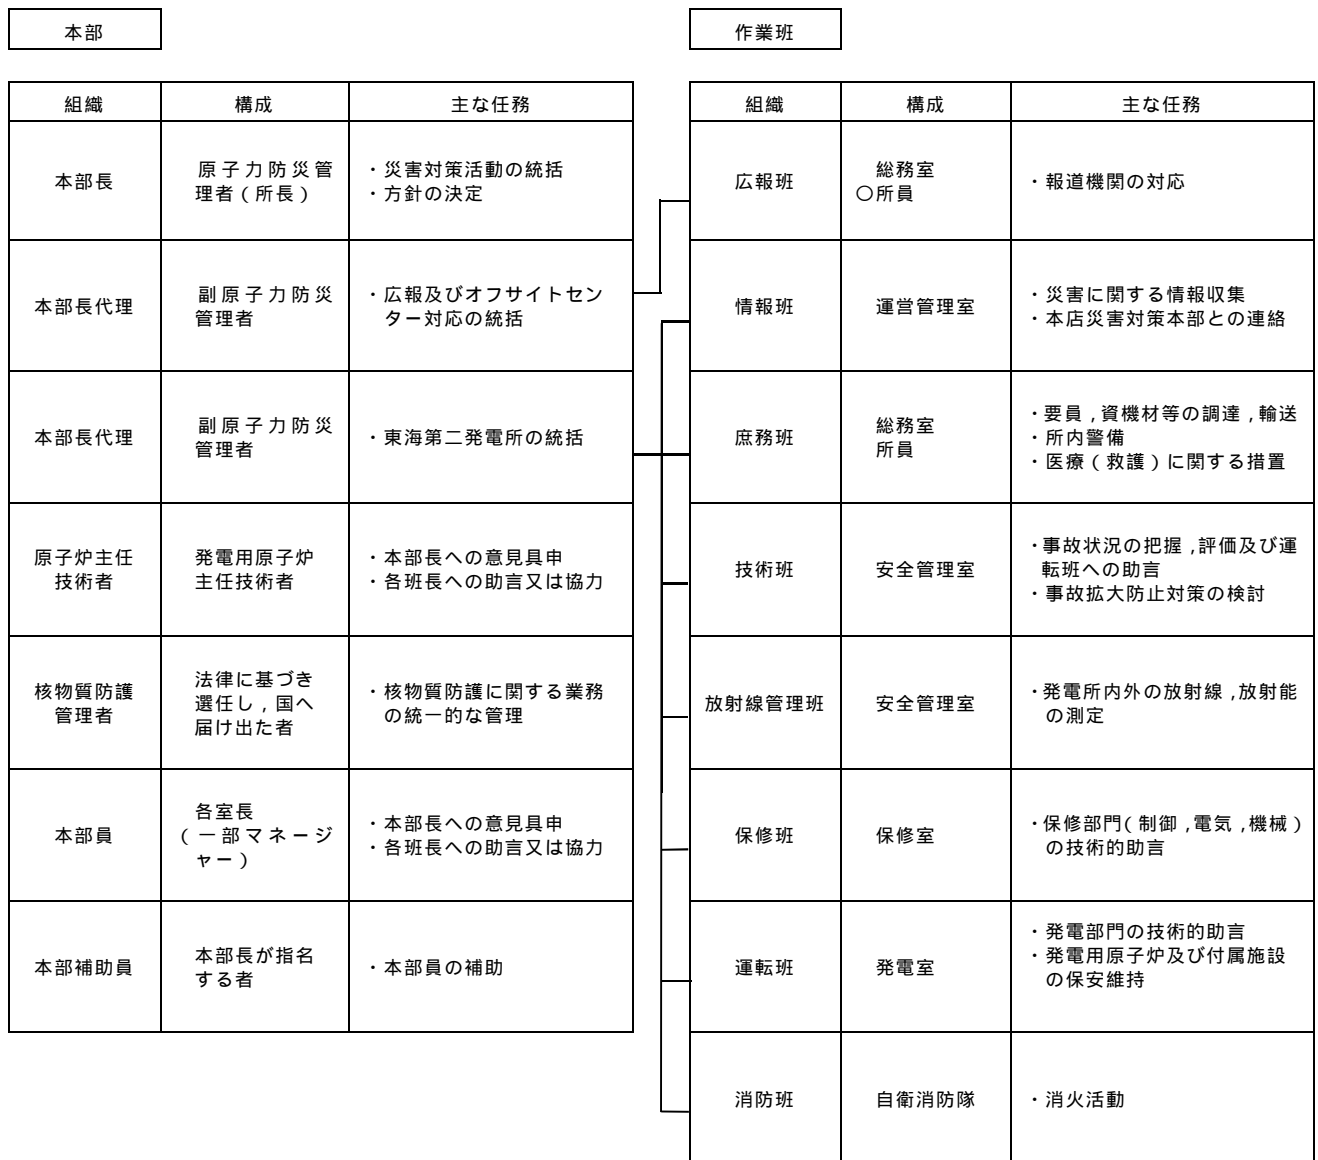 本部
組織
構成
主な任務
本部長
原子力防災管
理者（所長）
・災害対策活動の統括
・方針の決定
本部長代理
副原子力防災
管理者
・広報及びオフサイトセン
ター対応の統括
本部長代理
副原子力防災
管理者
・東海第二発電所の統括
原子炉主任
技術者
発電用原子炉
主任技術者
・本部長への意見具申
・各班長への助言又は協力
核物質防護
管理者
法律に基づき
選任し，国へ
届け出た者
・核物質防護に関する業務
の統一的な管理
本部員
各室長
（一部マネージ
ャー）
・本部長への意見具申
・各班長への助言又は協力
本部補助員
本部長が指名
する者
・本部員の補助
作業班
組織
構成
主な任務
広報班
総務室
〇所員
・報道機関の対応
情報班
運営管理室
・災害に関する情報収集
・本店災害対策本部との連絡
庶務班
総務室
所員
・要員，資機材等の調達，輸送
・所内警備
・医療（救護）に関する措置
技術班
安全管理室
・事故状況の把握，評価及び運
転班への助言
・事故拡大防止対策の検討
放射線管理班
安全管理室
・発電所内外の放射線，放射能
の測定
保修班
保修室
・保修部門（制御，電気，機械）
の技術的助言
運転班
発電室
・発電部門の技術的助言
・発電用原子炉及び付属施設
の保安維持
消防班
自衛消防隊
・消火活動